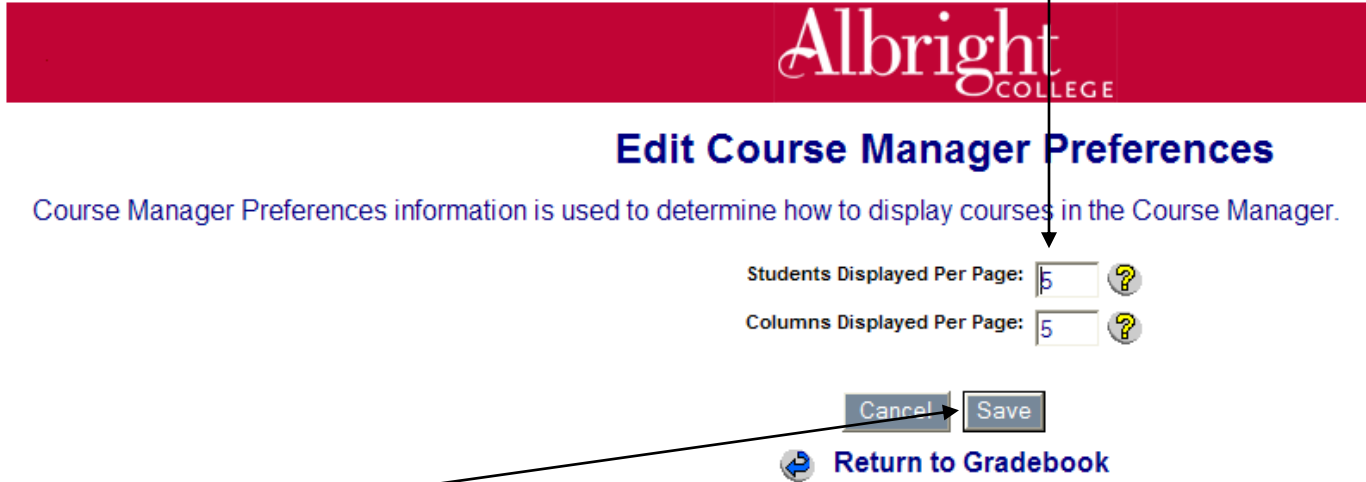 Albright
COLLEGE
Edit Course Manager Preferences
Course Manager Preferences information is used to determine how to display courses in the Course Manager.
Students Displayed Per Page: 5 ?
Columns Displayed Per Page: 5 ?
Cancel Save
Return to Gradebook